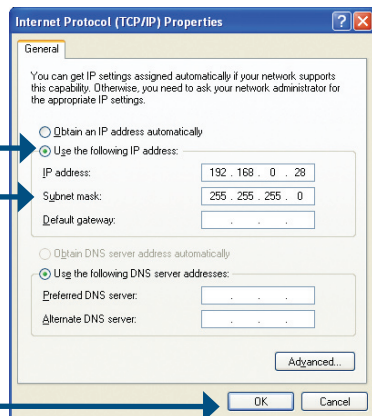 Internet Protocol (TCP/IP) Properties
General
You can get IP settings assigned automatically if your network supports
this capability. Otherwise, you need to ask your network administrator for
the appropriate IP settings.
Obtain an IP address automatically
Use the following IP address:
IP address: 192 . 168 . 0 . 28
Subnet mask: 255 . 255 . 255 . 0
Default gateway: . . .
Obtain DNS server address automatically
Use the following DNS server addresses:
Preferred DNS server: . . .
Alternate DNS server: . . .
Advanced...
OK Cancel